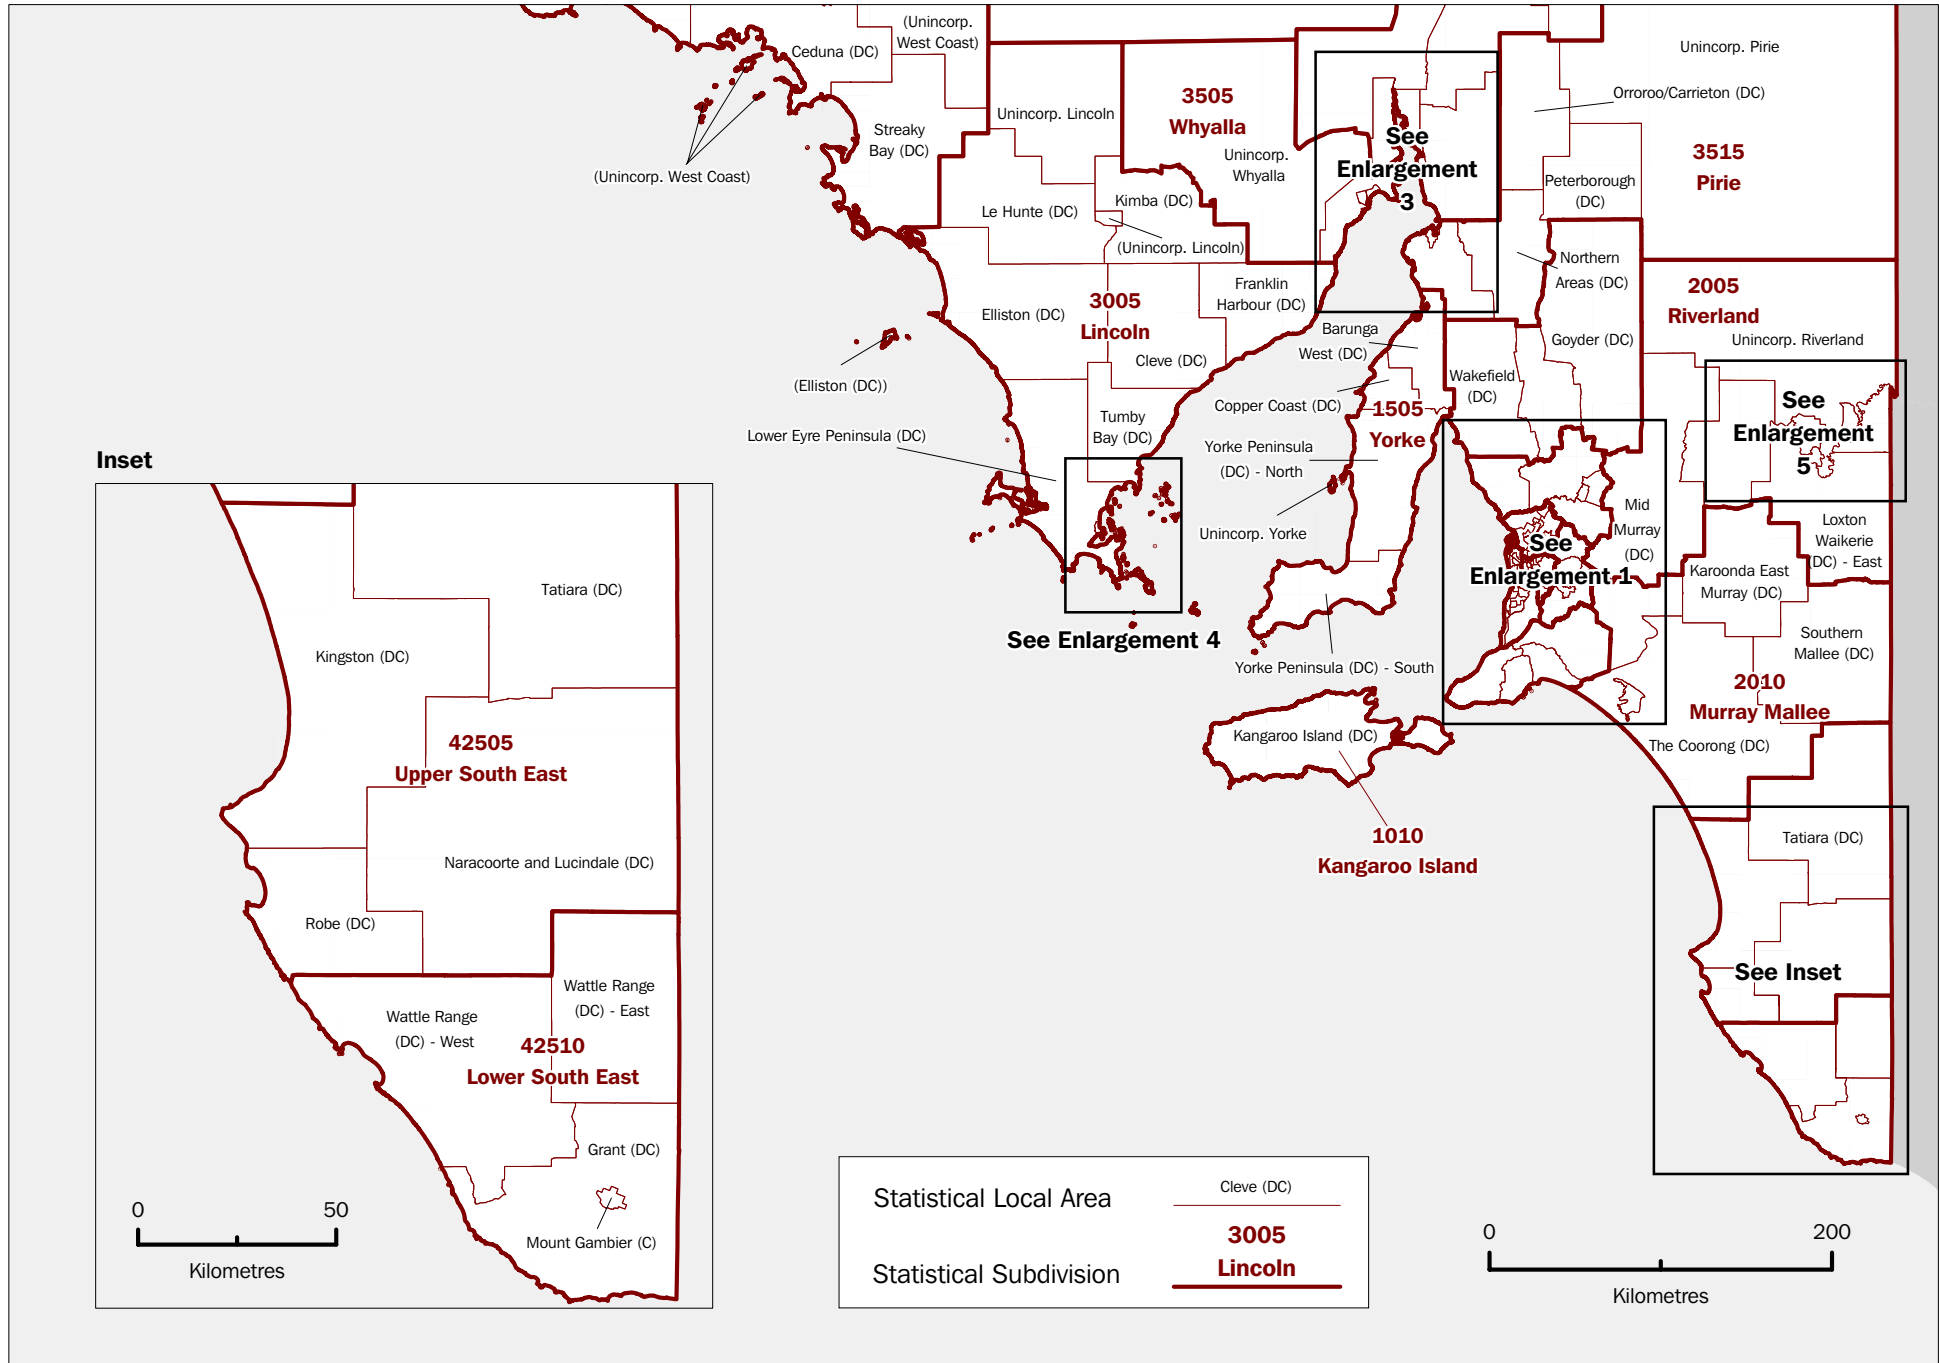 (Unincorp.
West Coast)
Ceduna (DC)
Unincorp. Pirie
Orroroo/Carrieton (DC)
3505
Whyalla
Unincorp. Lincoln
Streaky
Bay (DC)
See
Enlargement
3
3515
Pirie
(Unincorp. West Coast)
Unincorp.
Whyalla
Peterborough
(DC)
Kimba (DC)
Le Hunte (DC)
(Unincorp. Lincoln)
Northern
Areas (DC)
Franklin
Harbour (DC)
2005
Riverland
3005
Lincoln
Elliston (DC)
Barunga
West (DC)
Goyder (DC)
Unincorp. Riverland
Cleve (DC)
(Elliston (DC))
Wakefield
(DC)
Copper Coast (DC)
1505
Yorke
See
Enlargement
5
Tumby
Bay (DC)
Lower Eyre Peninsula (DC)
Yorke Peninsula
(DC) - North
Unincorp. Yorke
Mid
Murray
(DC)
See
Enlargement 1
Loxton
Waikerie
(DC) - East
Karoonda East
Murray (DC)
See Enlargement 4
Southern
Mallee (DC)
Yorke Peninsula (DC) - South
2010
Murray Mallee
Kangaroo Island (DC)
The Coorong (DC)
1010
Kangaroo Island
Tatiara (DC)
See Inset
Inset
Tatiara (DC)
Kingston (DC)
42505
Upper South East
Naracoorte and Lucindale (DC)
Robe (DC)
Wattle Range
(DC) - East
Wattle Range
(DC) - West
42510
Lower South East
Grant (DC)
Mount Gambier (C)
0 50
Kilometres
Statistical Local Area
Cleve (DC)
Statistical Subdivision
3005
Lincoln
0 200
Kilometres